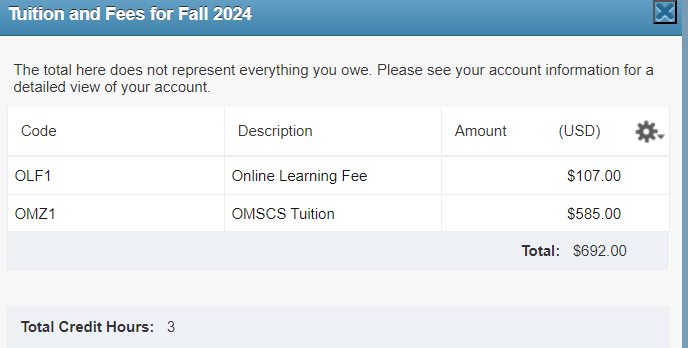 Tuition and Fees for Fall 2024
The total here does not represent everything you owe. Please see your account information for a
detailed view of your account.
Code Description Amount (USD)
OLF1 Online Learning Fee $107.00
OMZ1 OMSCS Tuition $585.00
Total: $692.00
Total Credit Hours: 3